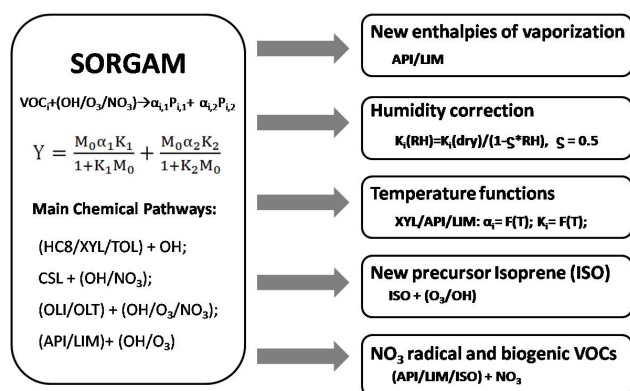 SORGAM
VOCᵢ+(OH/O₃/NO₃)→αᵢ,₁Pᵢ,₁+ αᵢ,₂Pᵢ,₂
Y = M₀α₁K₁/1+K₁M₀ + M₀α₂K₂/1+K₂M₀
Main Chemical Pathways:
(HC8/XYL/TOL) + OH;
CSL + (OH/NO₃);
(OLI/OLT) + (OH/O₃/NO₃);
(API/LIM)+ (OH/O₃)
New enthalpies of vaporization
API/LIM
Humidity correction
Kᵢ(RH)=Kᵢ(dry)/(1-ς*RH), ς = 0.5
Temperature functions
XYL/API/LIM: αᵢ= F(T); Kᵢ= F(T);
New precursor Isoprene (ISO)
ISO + (O₃/OH)
NO₃ radical and biogenic VOCs
(API/LIM/ISO) + NO₃